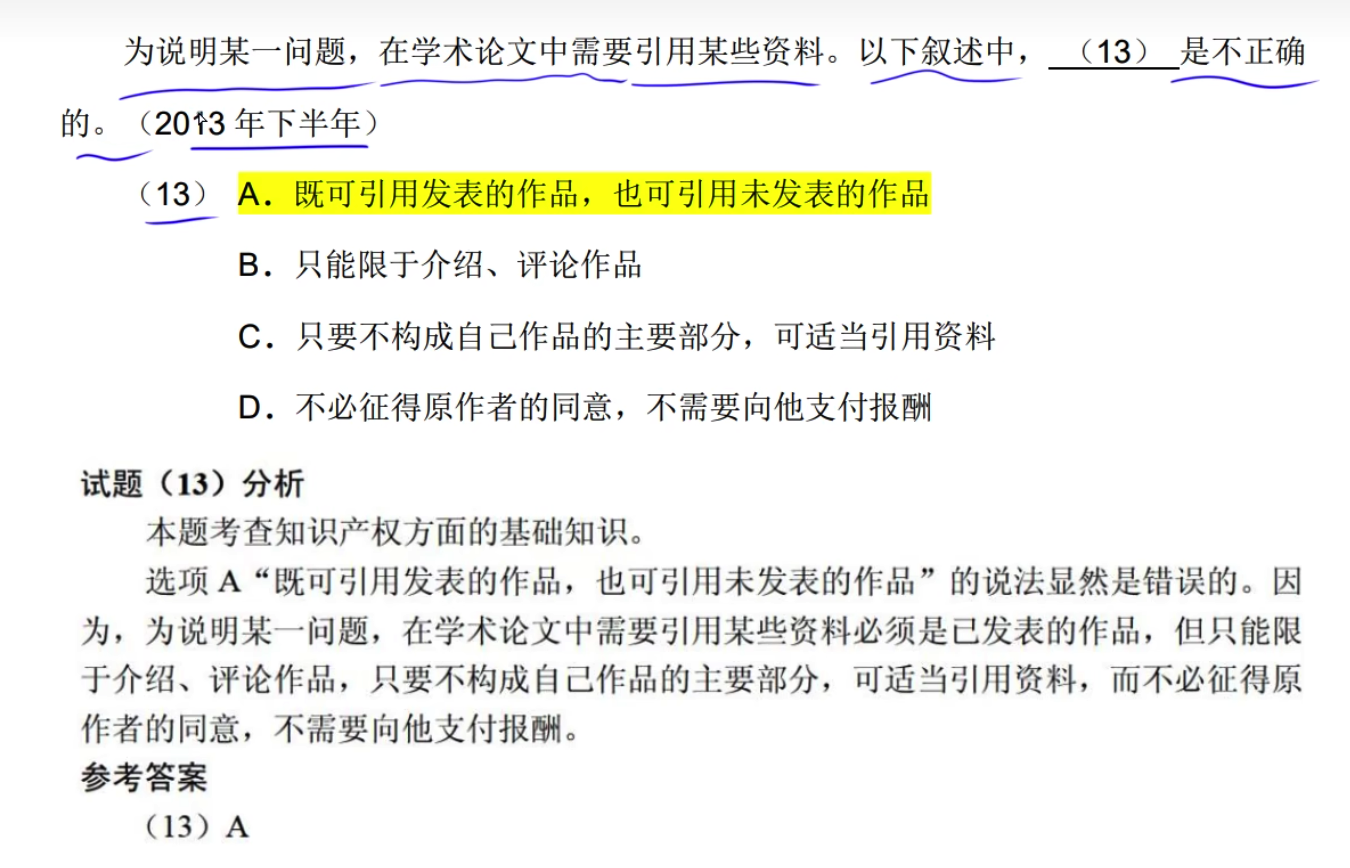 为说明某一问题，在学术论文中需要引用某些资料。以下叙述中，（13）是不正确
的。（2013 年下半年）
（13） A．既可引用发表的作品，也可引用未发表的作品
B．只能限于介绍、评论作品
C．只要不构成自己作品的主要部分，可适当引用资料
D．不必征得原作者的同意，不需要向他支付报酬
试题（13）分析
本题考查知识产权方面的基础知识。
选项 A“既可引用发表的作品，也可引用未发表的作品”的说法显然是错误的。因
为，为说明某一问题，在学术论文中需要引用某些资料必须是已发表的作品，但只能限
于介绍、评论作品，只要不构成自己作品的主要部分，可适当引用资料，而不必征得原
作者的同意，不需要向他支付报酬。
参考答案
（13）A